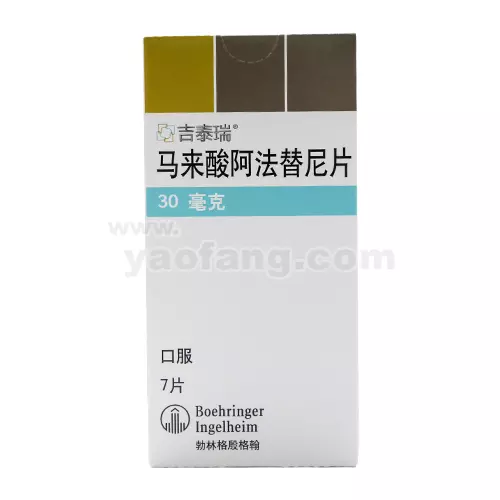 吉泰瑞®
马来酸阿法替尼片
30 毫克
www.
yaofang.com
口服
7片
Boehringer
Ingelheim
勃林格殷格翰